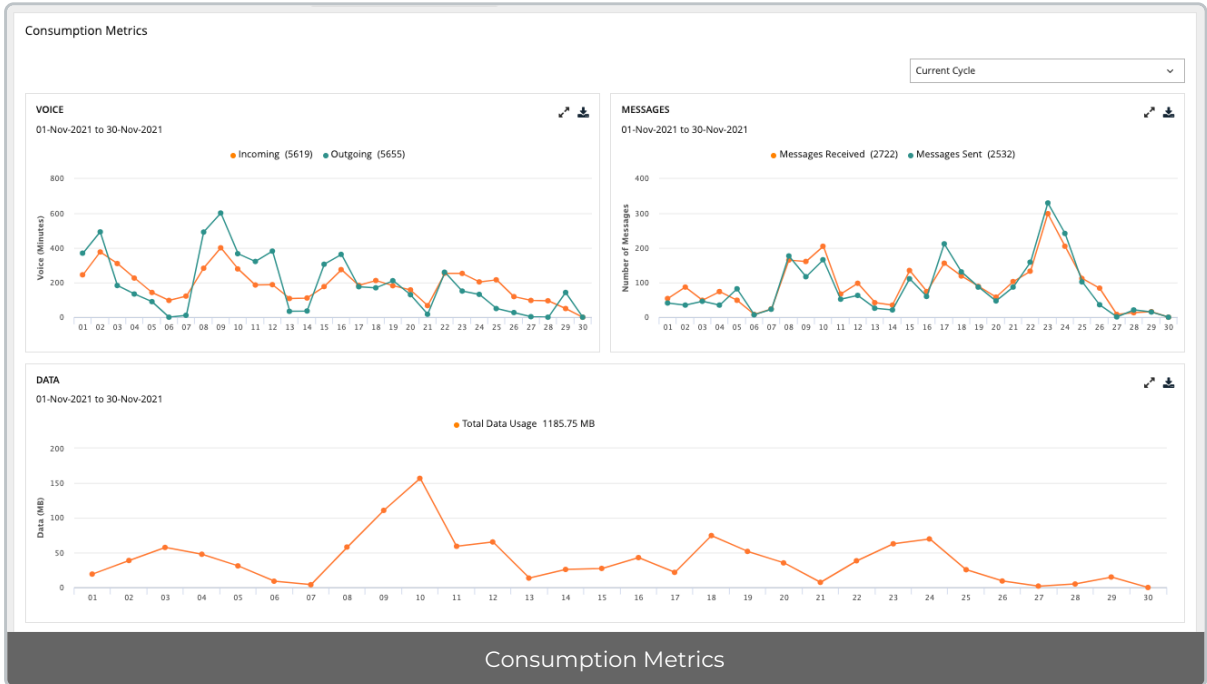 Consumption Metrics
Current Cycle
VOICE
01-Nov-2021 to 30-Nov-2021
Incoming (5619) Outgoing (5655)
Voice (Minutes)
800
600
400
200
0
01 02 03 04 05 06 07 08 09 10 11 12 13 14 15 16 17 18 19 20 21 22 23 24 25 26 27 28 29 30
MESSAGES
01-Nov-2021 to 30-Nov-2021
Messages Received (2722) Messages Sent (2532)
Number of Messages
400
300
200
100
0
01 02 03 04 05 06 07 08 09 10 11 12 13 14 15 16 17 18 19 20 21 22 23 24 25 26 27 28 29 30
DATA
01-Nov-2021 to 30-Nov-2021
Total Data Usage 1185.75 MB
Data (MB)
200
150
100
50
0
01 02 03 04 05 06 07 08 09 10 11 12 13 14 15 16 17 18 19 20 21 22 23 24 25 26 27 28 29 30
Consumption Metrics